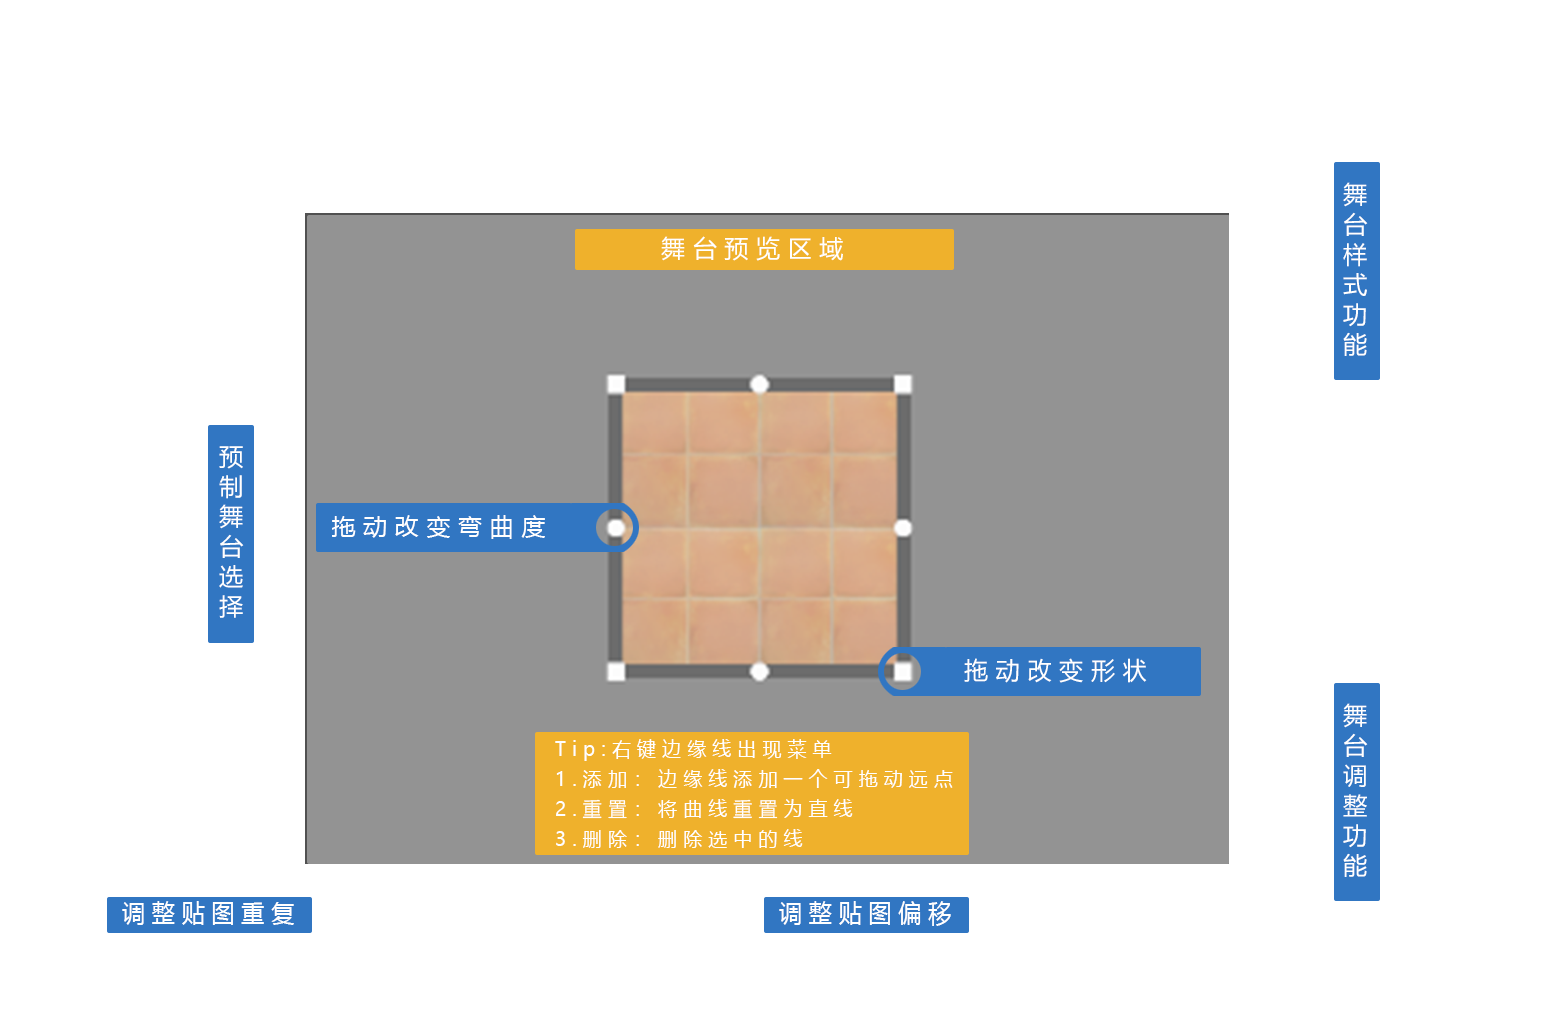 舞台样式功能
舞台预览区域
预制舞台选择
拖动改变弯曲度
拖动改变形状
Tip:右键边缘线出现菜单
1.添加：边缘线添加一个可拖动远点
2.重置：将曲线重置为直线
3.删除：删除选中的线
舞台调整功能
调整贴图重复
调整贴图偏移